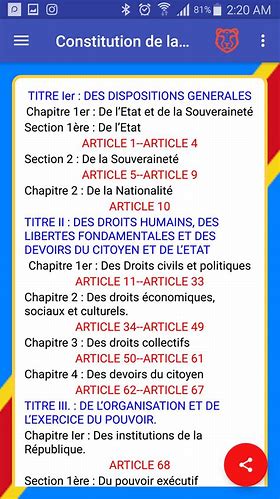 81% 2:20 AM
Constitution de la...
TITRE Ier : DES DISPOSITIONS GENERALES
Chapitre 1er : De l'Etat et de la Souveraineté
Section 1ère : De l'Etat
ARTICLE 1--ARTICLE 4
Section 2 : De la Souveraineté
ARTICLE 5--ARTICLE 9
Chapitre 2 : De la Nationalité
ARTICLE 10
TITRE II : DES DROITS HUMAINS, DES
LIBERTES FONDAMENTALES ET DES
DEVOIRS DU CITOYEN ET DE L'ETAT
Chapitre 1er : Des Droits civils et politiques
ARTICLE 11--ARTICLE 33
Chapitre 2 : Des droits économiques,
sociaux et culturels.
ARTICLE 34--ARTICLE 49
Chapitre 3 : Des droits collectifs
ARTICLE 50--ARTICLE 61
Chapitre 4 : Des devoirs du citoyen
ARTICLE 62--ARTICLE 67
TITRE III. : DE L'ORGANISATION ET DE
L'EXERCICE DU POUVOIR.
Chapitre Ier : Des institutions de la
République.
ARTICLE 68
Section 1ère : Du pouvoir exécutif